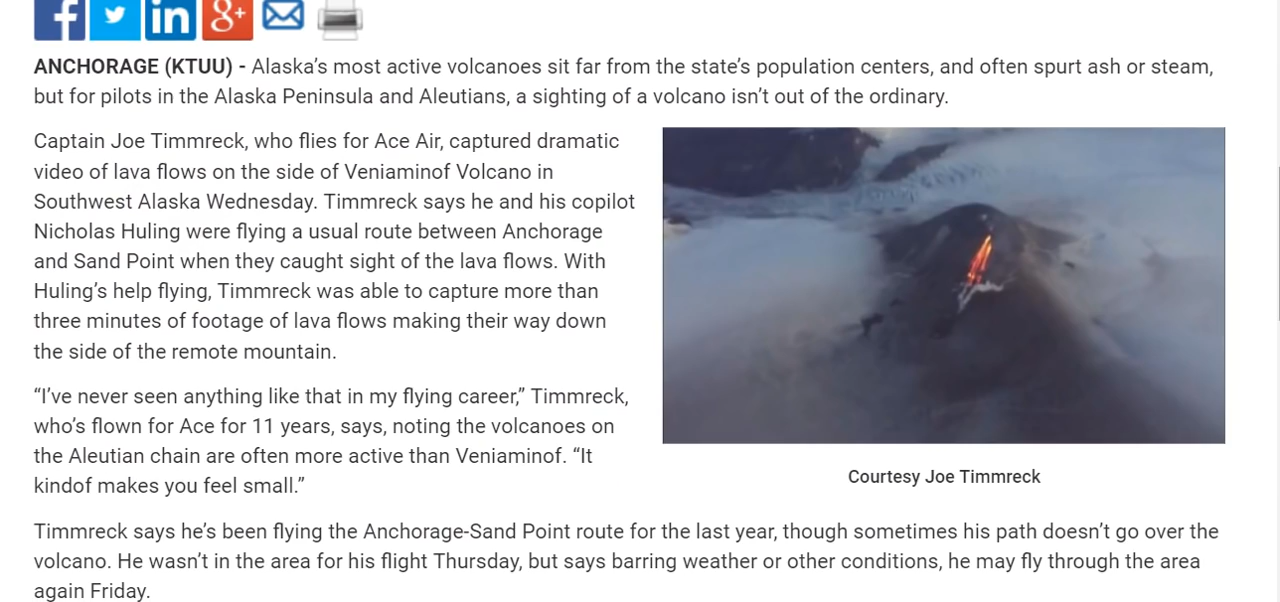 f in g+
ANCHORAGE (KTUU) - Alaska’s most active volcanoes sit far from the state’s population centers, and often spurt ash or steam,
but for pilots in the Alaska Peninsula and Aleutians, a sighting of a volcano isn’t out of the ordinary.
Captain Joe Timmreck, who flies for Ace Air, captured dramatic
video of lava flows on the side of Veniaminof Volcano in
Southwest Alaska Wednesday. Timmreck says he and his copilot
Nicholas Huling were flying a usual route between Anchorage
and Sand Point when they caught sight of the lava flows. With
Huling’s help flying, Timmreck was able to capture more than
three minutes of footage of lava flows making their way down
the side of the remote mountain.
“I’ve never seen anything like that in my flying career,” Timmreck,
who’s flown for Ace for 11 years, says, noting the volcanoes on
the Aleutian chain are often more active than Veniaminof. “It
kindof makes you feel small.”
Courtesy Joe Timmreck
Timmreck says he’s been flying the Anchorage-Sand Point route for the last year, though sometimes his path doesn’t go over the
volcano. He wasn’t in the area for his flight Thursday, but says barring weather or other conditions, he may fly through the area
again Friday.